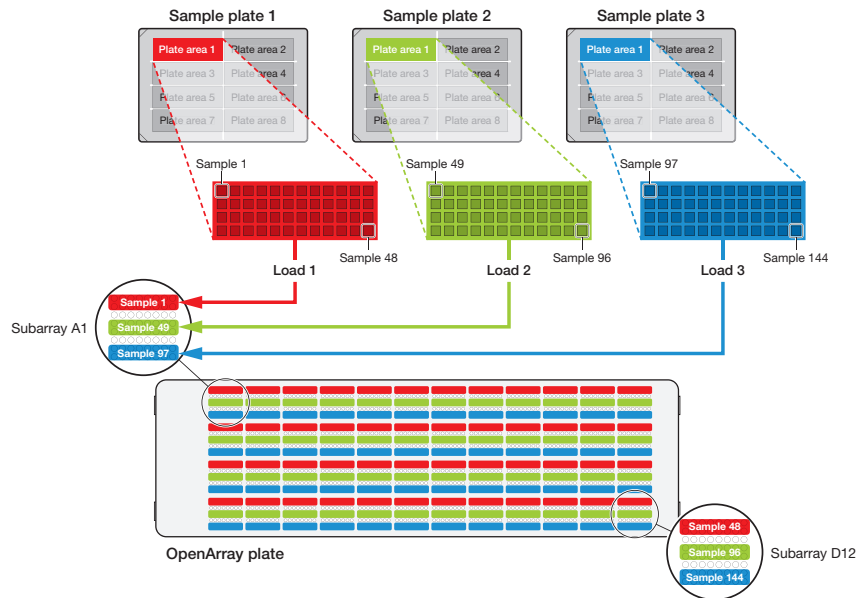 Sample plate 1
Sample plate 2
Sample plate 3
Plate area 1 Plate area 2
Plate area 3 Plate area 4
Plate area 5 Plate area 6
Plate area 7 Plate area 8
Plate area 1 Plate area 2
Plate area 3 Plate area 4
Plate area 5 Plate area 6
Plate area 7 Plate area 8
Plate area 1 Plate area 2
Plate area 3 Plate area 4
Plate area 5 Plate area 6
Plate area 7 Plate area 8
Sample 1
Sample 49
Sample 97
Sample 48
Sample 96
Sample 144
Load 1
Load 2
Load 3
Subarray A1
Sample 1
Sample 49
Sample 97
OpenArray plate
Sample 48
Sample 96
Sample 144
Subarray D12